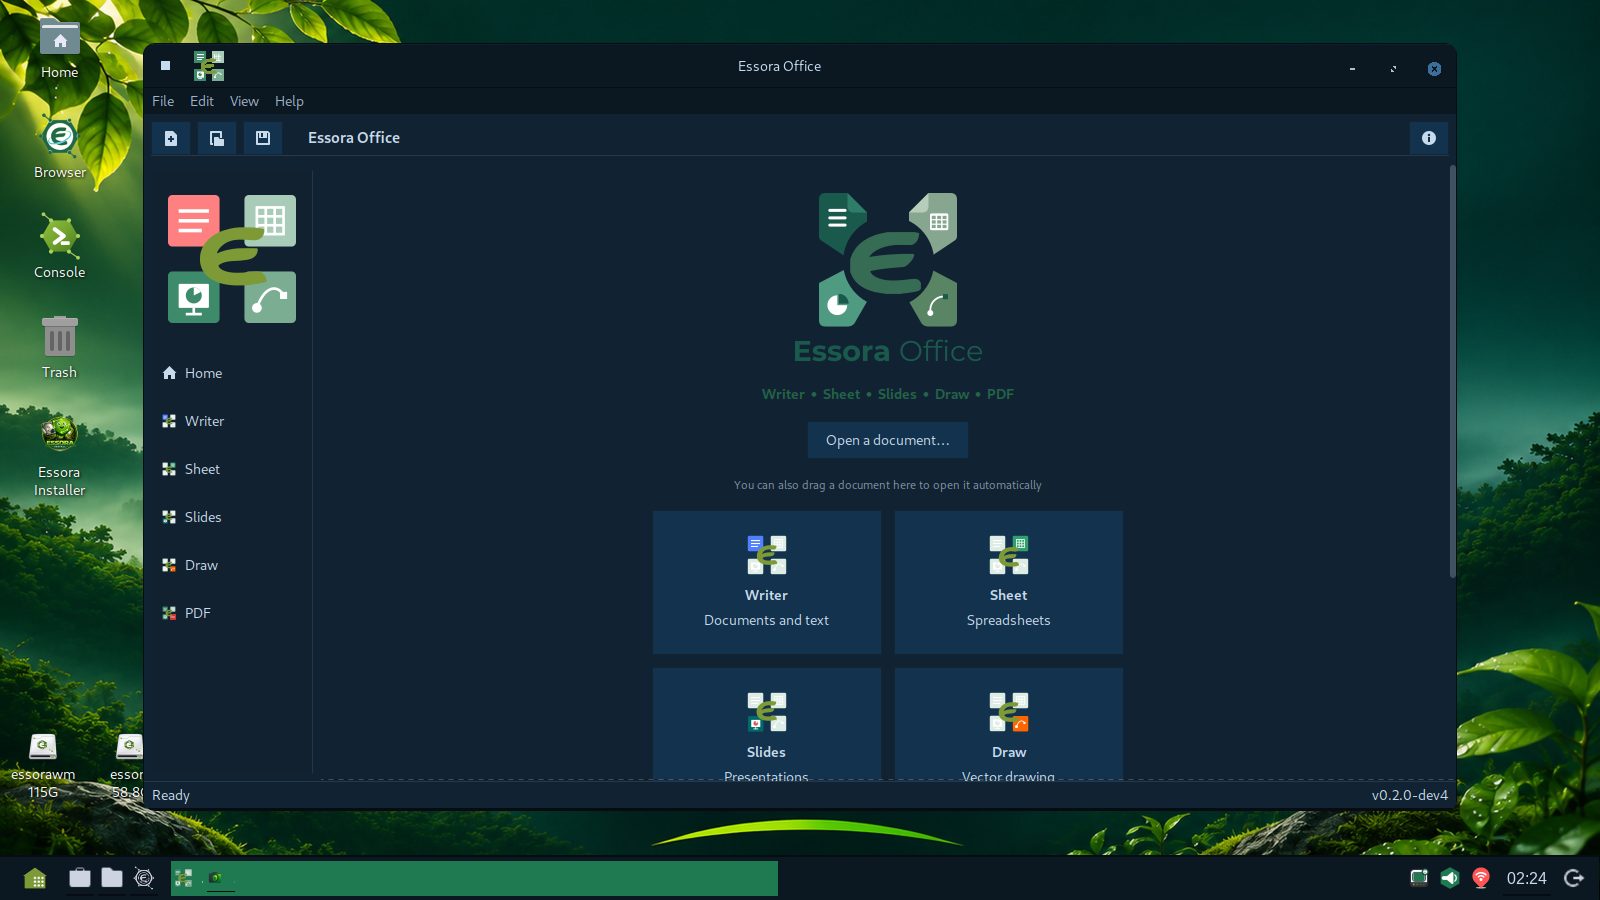 Home
Browser
Console
Trash
Essora
Installer
essorawm
115G
essor
58.8
Essora Office
File Edit View Help
Essora Office
Home
Writer
Sheet
Slides
Draw
PDF
Essora Office
Writer • Sheet • Slides • Draw • PDF
Open a document...
You can also drag a document here to open it automatically
Writer
Documents and text
Sheet
Spreadsheets
Slides
Presentations
Draw
Vector drawing
Ready
v0.2.0-dev4
02:24